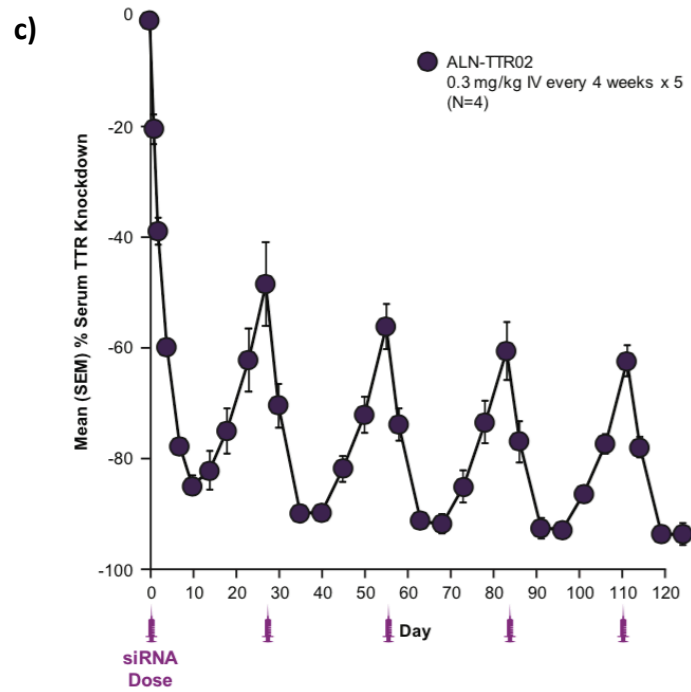 c)
0
-20
-40
-60
-80
-100
Mean (SEM) % Serum TTR Knockdown
ALN-TTR02
0.3 mg/kg IV every 4 weeks x 5
(N=4)
0 10 20 30 40 50 60 70 80 90 100 110 120
Day
siRNA
Dose